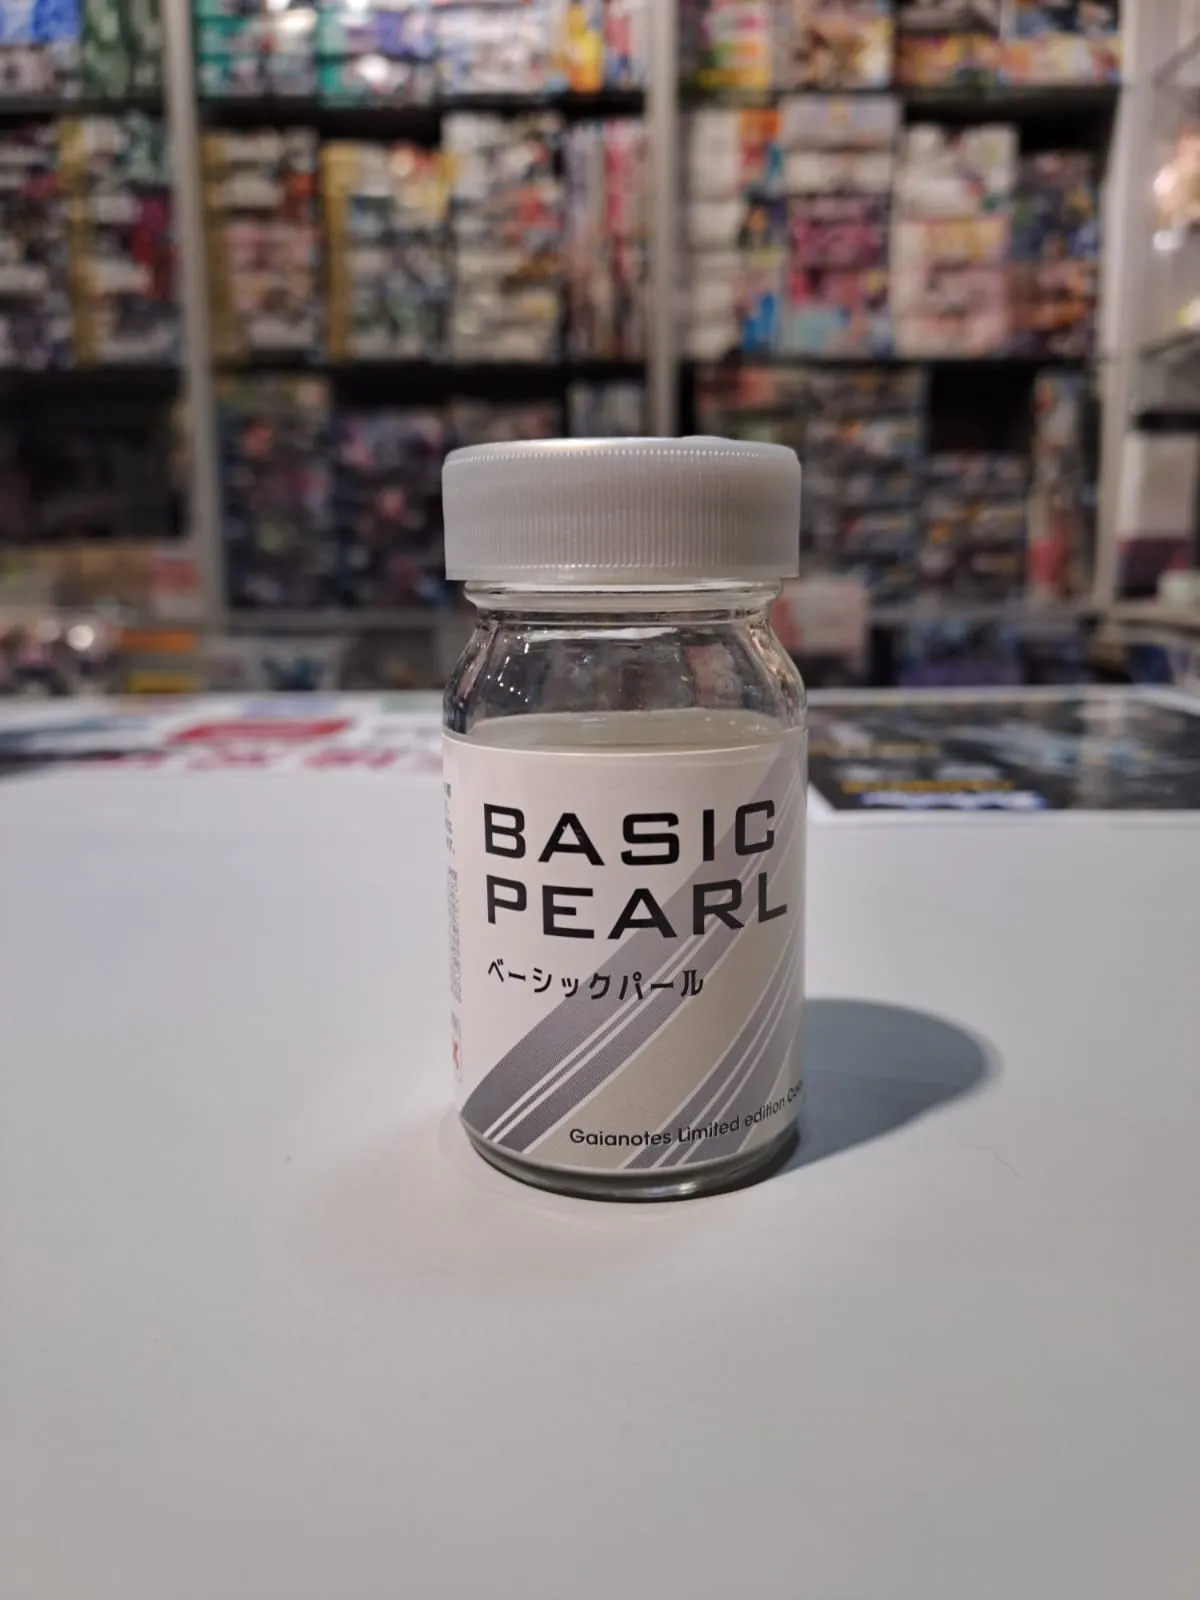 BASIC
PEARL
ベーシックパール
Gaianotes Limited edition